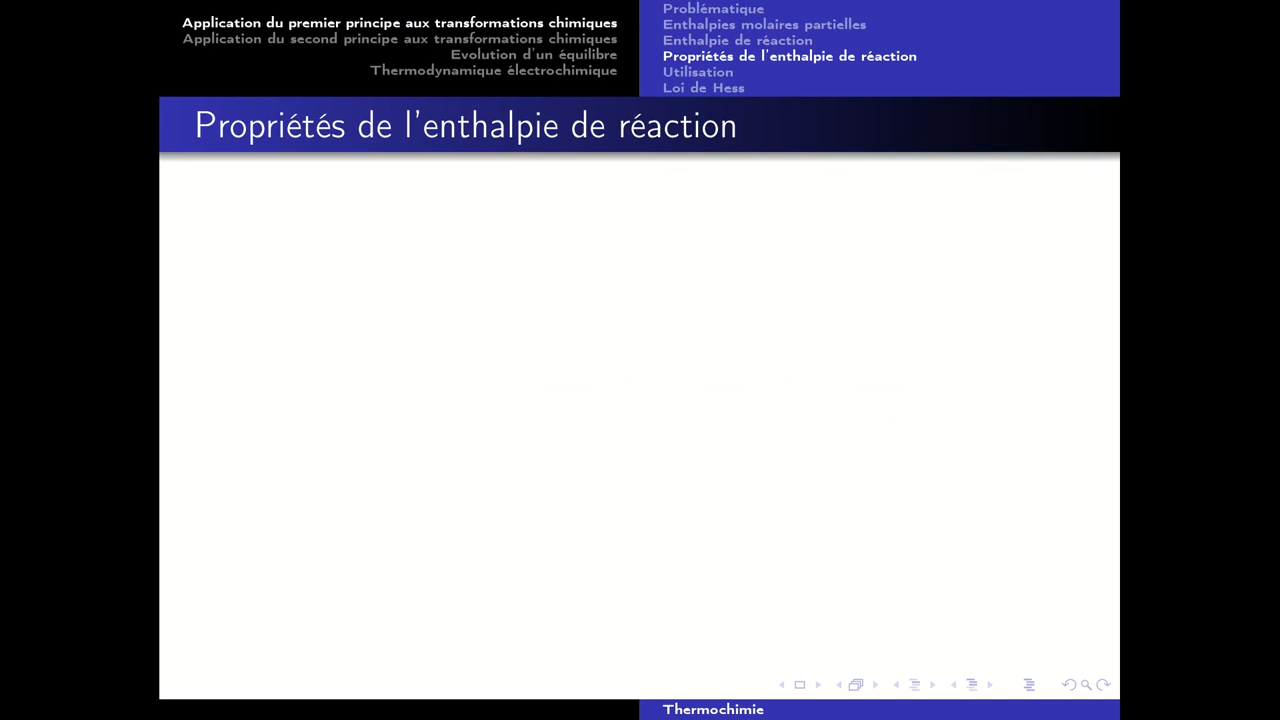 Application du premier principe aux transformations chimiques
Application du second principe aux transformations chimiques
Evolution d'un équilibre
Thermodynamique électrochimique
Problématique
Enthalpies molaires partielles
Enthalpie de réaction
Propriétés de l'enthalpie de réaction
Utilisation
Loi de Hess
Propriétés de l'enthalpie de réaction
Thermochimie